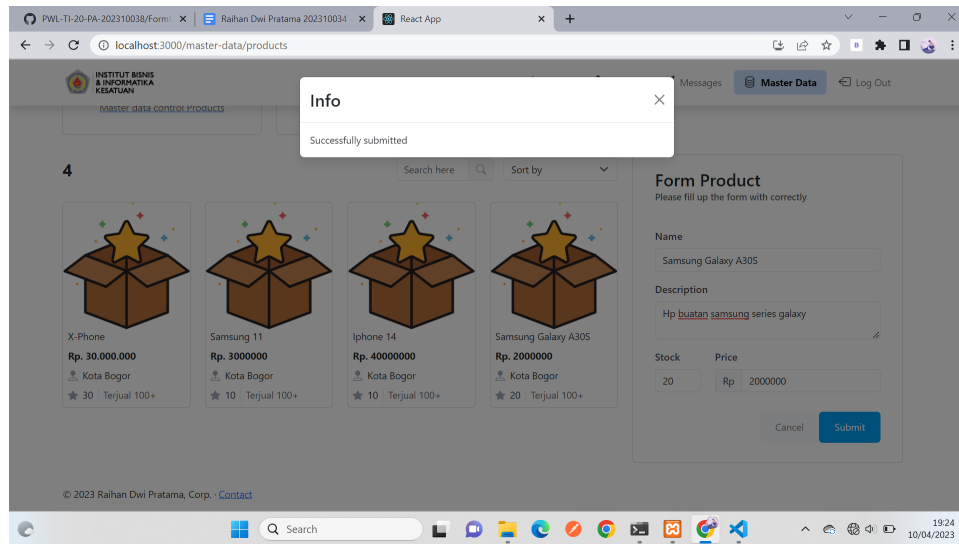 PWL-TI-20-PA-202310038/FormI
Raihan Dwi Pratama 202310034
React App
localhost:3000/master-data/products
INSTITUT BISNIS
& INFORMATIKA
KESATUAN
Messages
Master Data
Log Out
Master data control Products
Info
Successfully submitted
4
Search here
Sort by
X-Phone
Rp. 30.000.000
Kota Bogor
30 Terjual 100+
Samsung 11
Rp. 3000000
Kota Bogor
10 Terjual 100+
Iphone 14
Rp. 40000000
Kota Bogor
10 Terjual 100+
Samsung Galaxy A30S
Rp. 2000000
Kota Bogor
20 Terjual 100+
Form Product
Please fill up the form with correctly
Name
Samsung Galaxy A30S
Description
Hp buatan samsung series galaxy
Stock Price
20 Rp 2000000
Cancel Submit
© 2023 Raihan Dwi Pratama, Corp. · Contact
Search
19:24
10/04/2023